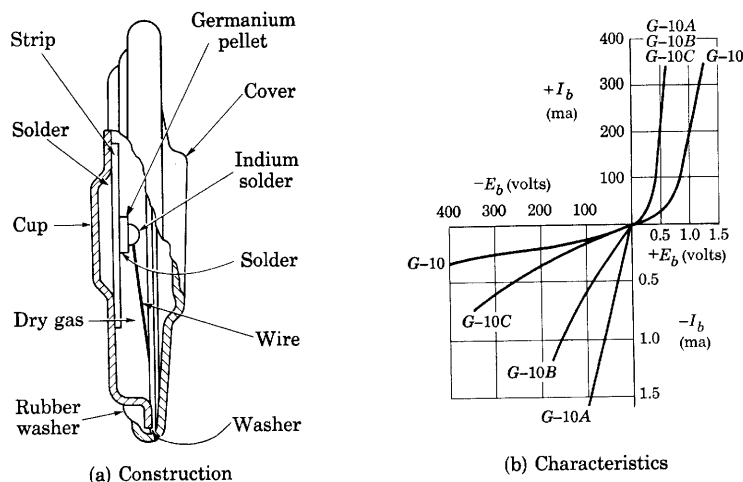 Germanium
pellet
Strip
Cover
Solder
Indium
solder
Cup
Solder
Dry gas
Wire
Rubber
washer
Washer
(a) Construction
G–10A
G–10B
G–10C
G–10
400
300
200
100
+I_b
(ma)
−E_b (volts)
400
300
200
100
0
0.5
1.0
1.5
+E_b (volts)
G–10
0.5
G–10C
−I_b
(ma)
1.0
G–10B
1.5
G–10A
(b) Characteristics